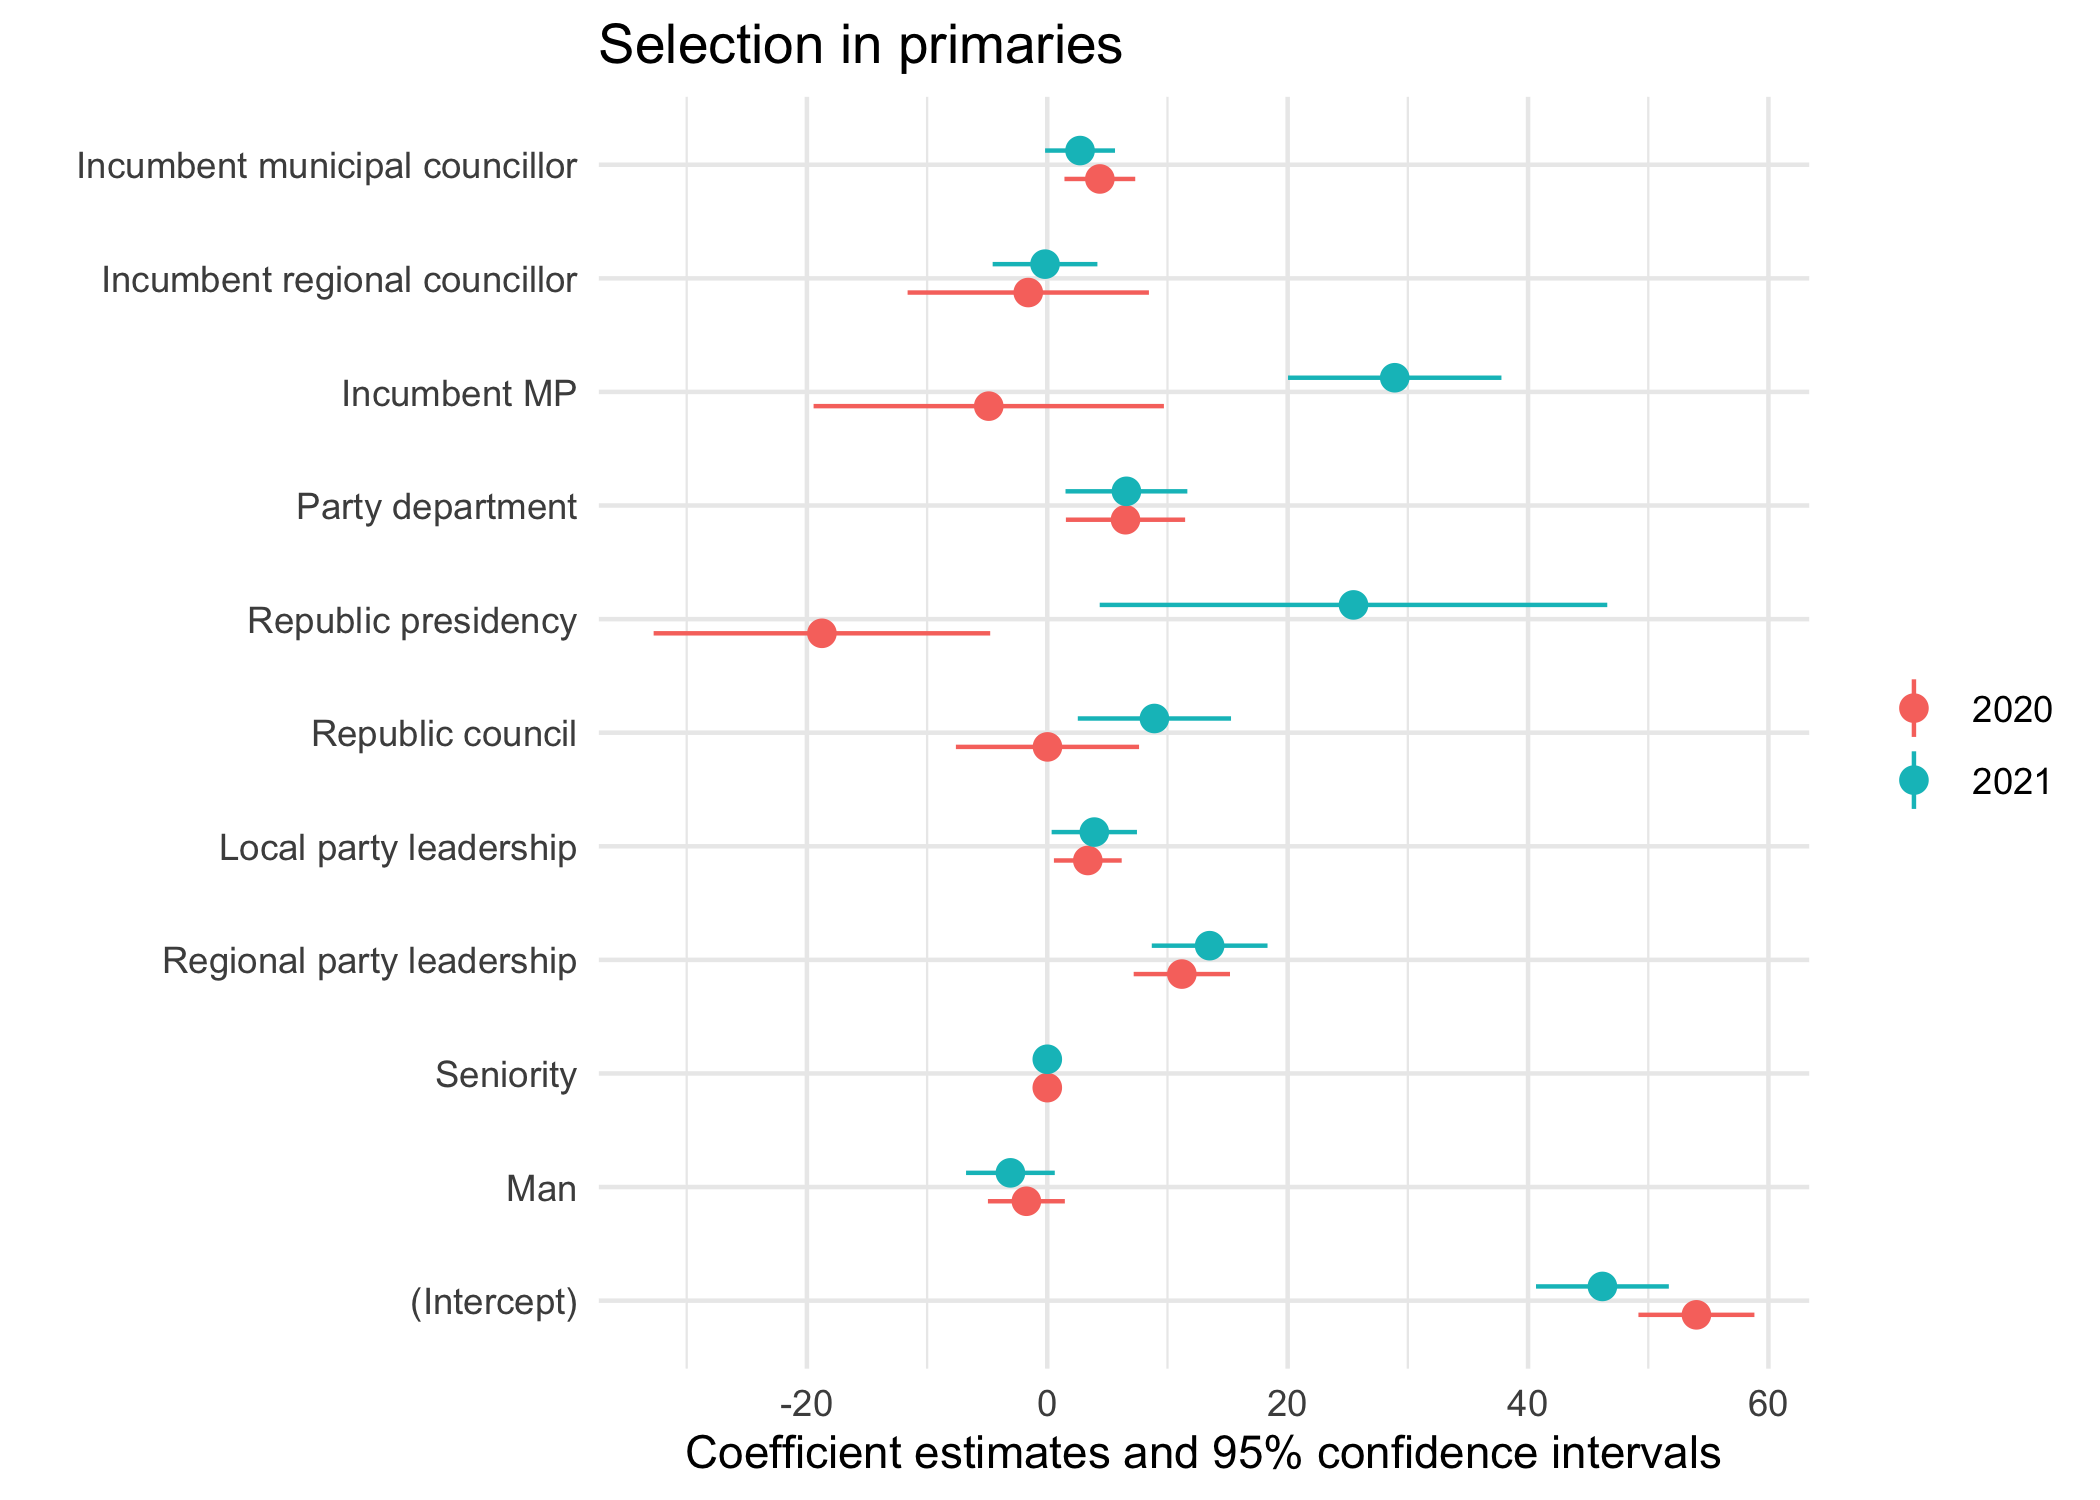 Selection in primaries
Incumbent municipal councillor
Incumbent regional councillor
Incumbent MP
Party department
Republic presidency
Republic council
Local party leadership
Regional party leadership
Seniority
Man
(Intercept)
2020
2021
-20 0 20 40 60
Coefficient estimates and 95% confidence intervals